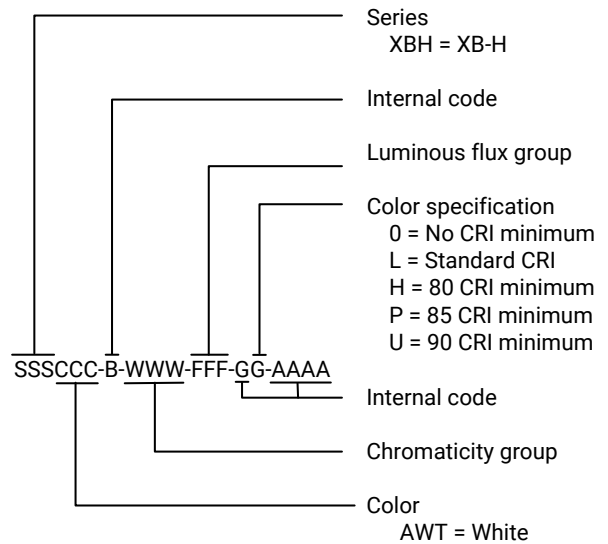 Series
XBH = XB-H
Internal code
Luminous flux group
Color specification
0 = No CRI minimum
L = Standard CRI
H = 80 CRI minimum
P = 85 CRI minimum
U = 90 CRI minimum
SSSCCC-B-WWW-FFF-GG-AAAA
Internal code
Chromaticity group
Color
AWT = White